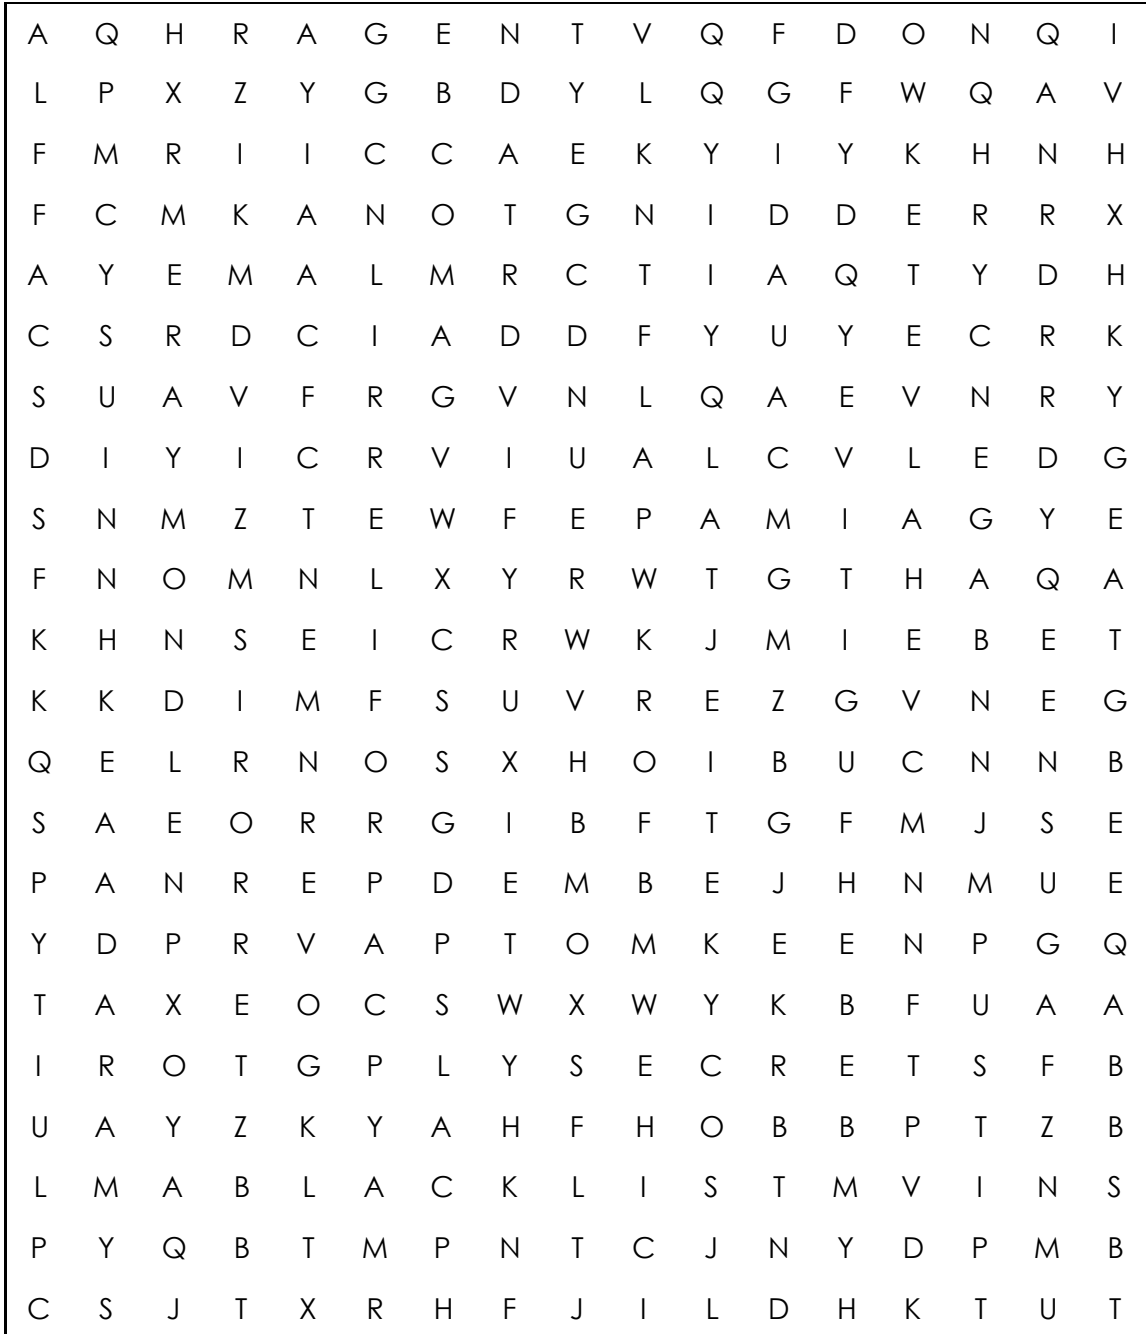 A Q H R A G E N T V Q F D O N Q I
L P X Z Y G B D Y L Q G F W Q A V
F M R I I C C A E K Y I Y K H N H
F C M K A N O T G N I D D E R R X
A Y E M A L M R C T I A Q T Y D H
C S R D C I A D D F Y U Y E C R K
S U A V F R G V N L Q A E V N R Y
D I Y I C R V I U A L C V L E D G
S N M Z T E W F E P A M I A G Y E
F N O M N L X Y R W T G T H A Q A
K H N S E I C R W K J M I E B E T
K K D I M F S U V R E Z G V N E G
Q E L R N O S X H O I B U C N N B
S A E O R R G I B F T G F M J S E
P A N R E P D E M B E J H N M U E
Y D P R V A P T O M K E E N P G Q
T A X E O C S W X W Y K B F U A A
I R O T G P L Y S E C R E T S F B
U A Y Z K Y A H F H O B B P T Z B
L M A B L A C K L I S T M V I N S
P Y Q B T M P N T C J N Y D P M B
C S J T X R H F J I L D H K T U T